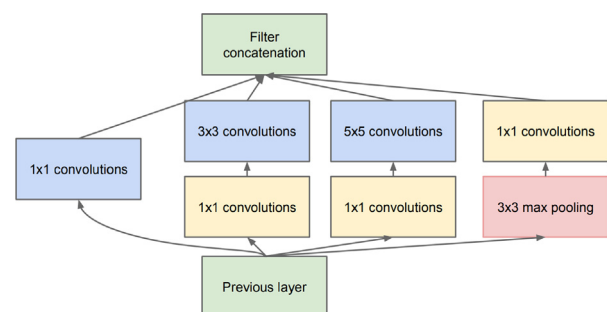 Filter
concatenation
3x3 convolutions
5x5 convolutions
1x1 convolutions
1x1 convolutions
1x1 convolutions
1x1 convolutions
3x3 max pooling
Previous layer